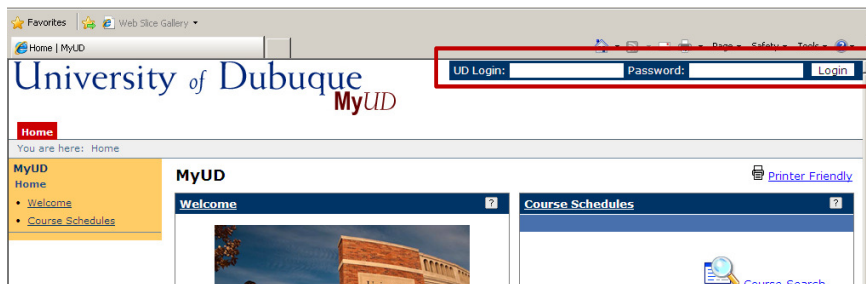 Favorites Web Slice Gallery
Home | MyUD
Page Safety Tools
University of Dubuque
MyUD
UD Login: Password: Login
Home
You are here: Home
MyUD
Home
• Welcome
• Course Schedules
MyUD
Printer Friendly
Welcome ?
Course Schedules ?
Course Search